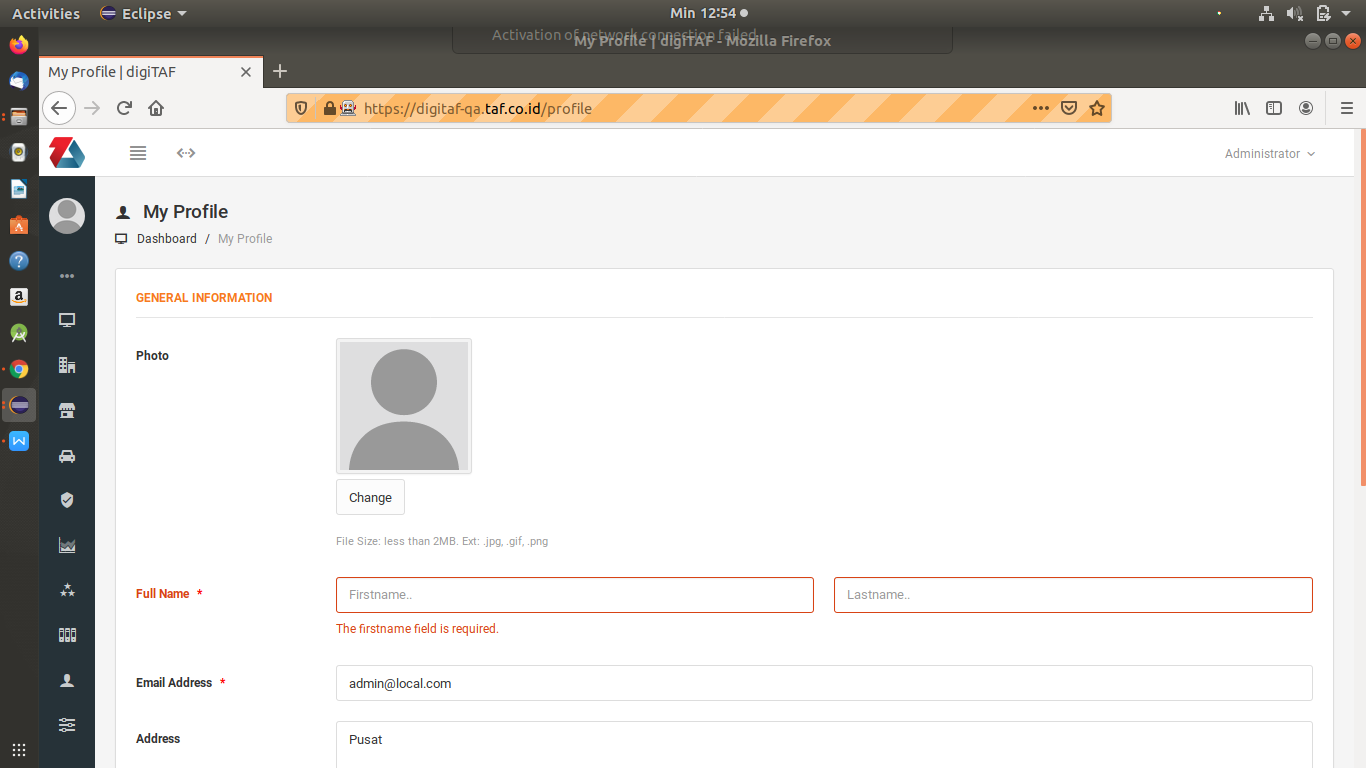 Activities Eclipse Min 12:54
Activation of network connection failed
My Profile | digiTAF - Mozilla Firefox
My Profile | digiTAF
https://digitaf-qa.taf.co.id/profile
Administrator
My Profile
Dashboard / My Profile
GENERAL INFORMATION
Photo
Change
File Size: less than 2MB. Ext: .jpg, .gif, .png
Full Name * Firstname.. Lastname..
The firstname field is required.
Email Address * admin@local.com
Address Pusat